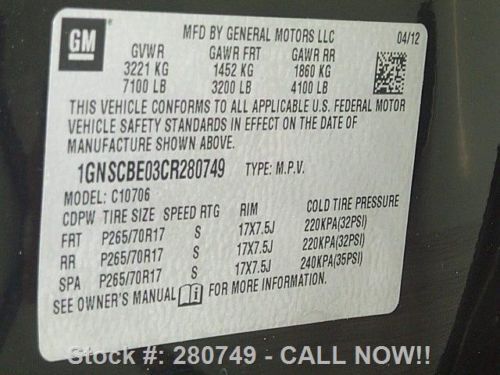 GM
MFD BY GENERAL MOTORS LLC 04/12
GVWR GAWR FRT GAWR RR
3221 KG 1452 KG 1860 KG
7100 LB 3200 LB 4100 LB
THIS VEHICLE CONFORMS TO ALL APPLICABLE U.S. FEDERAL MOTOR
VEHICLE SAFETY STANDARDS IN EFFECT ON THE DATE OF
MANUFACTURE SHOWN ABOVE.
1GNSCBE03CR280749 TYPE: M.P.V.
MODEL: C10706
CDPW TIRE SIZE SPEED RTG RIM COLD TIRE PRESSURE
FRT P265/70R17 S 17X7.5J 220KPA(32PSI)
RR P265/70R17 S 17X7.5J 220KPA(32PSI)
SPA P265/70R17 S 17X7.5J 240KPA(35PSI)
SEE OWNER'S MANUAL i FOR MORE INFORMATION.
Stock #: 280749 - CALL NOW!!